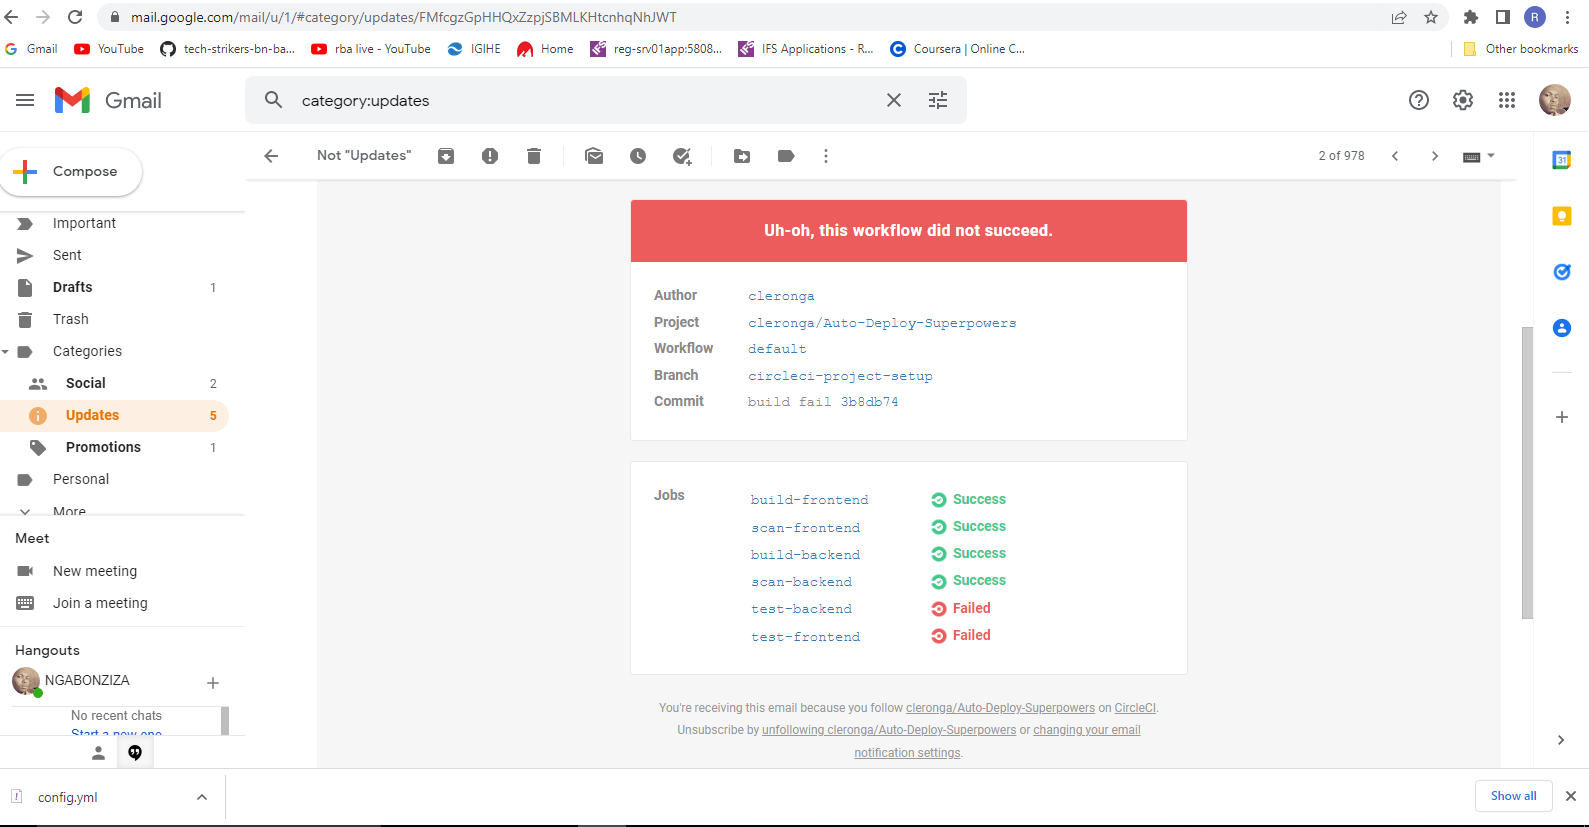 mail.google.com/mail/u/1/#category/updates/FMfcgzGpHHQxZzpjSBMLKHtcnhqNhJWT
R
G Gmail YouTube tech-strikers-bn-ba... rba live - YouTube IGIHE Home reg-srv01app:5808... IFS Applications - R... Coursera | Online C... Other bookmarks
Gmail
category:updates
Compose
Not "Updates"
2 of 978
31
Important
Sent
Drafts 1
Trash
Categories
Social 2
Updates 5
Promotions 1
Personal
More
Meet
New meeting
Join a meeting
Hangouts
NGABONZIZA
No recent chats
Start a new one
Uh-oh, this workflow did not succeed.
Author cleronga
Project cleronga/Auto-Deploy-Superpowers
Workflow default
Branch circleci-project-setup
Commit build fail 3b8db74
Jobs build-frontend Success
scan-frontend Success
build-backend Success
scan-backend Success
test-backend Failed
test-frontend Failed
You're receiving this email because you follow cleronga/Auto-Deploy-Superpowers on CircleCI.
Unsubscribe by unfollowing cleronga/Auto-Deploy-Superpowers or changing your email
notification settings.
config.yml
Show all